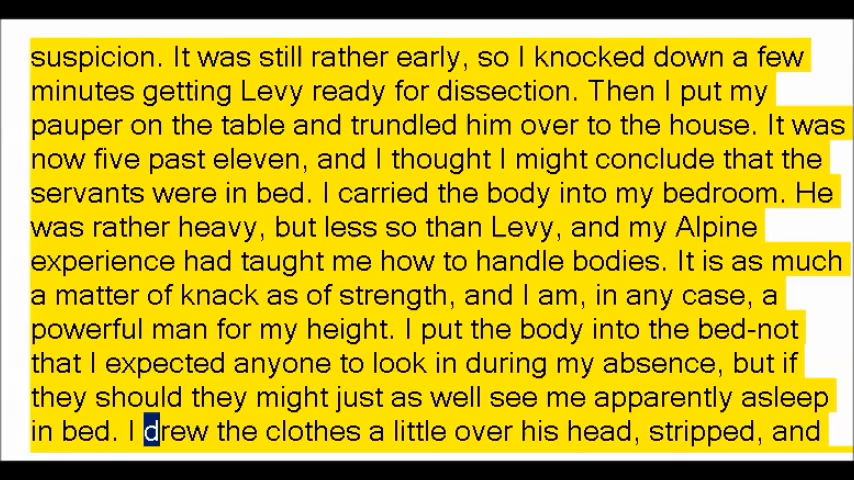 suspicion. It was still rather early, so I knocked down a few
minutes getting Levy ready for dissection. Then I put my
pauper on the table and trundled him over to the house. It was
now five past eleven, and I thought I might conclude that the
servants were in bed. I carried the body into my bedroom. He
was rather heavy, but less so than Levy, and my Alpine
experience had taught me how to handle bodies. It is as much
a matter of knack as of strength, and I am, in any case, a
powerful man for my height. I put the body into the bed-not
that I expected anyone to look in during my absence, but if
they should they might just as well see me apparently asleep
in bed. I drew the clothes a little over his head, stripped, and